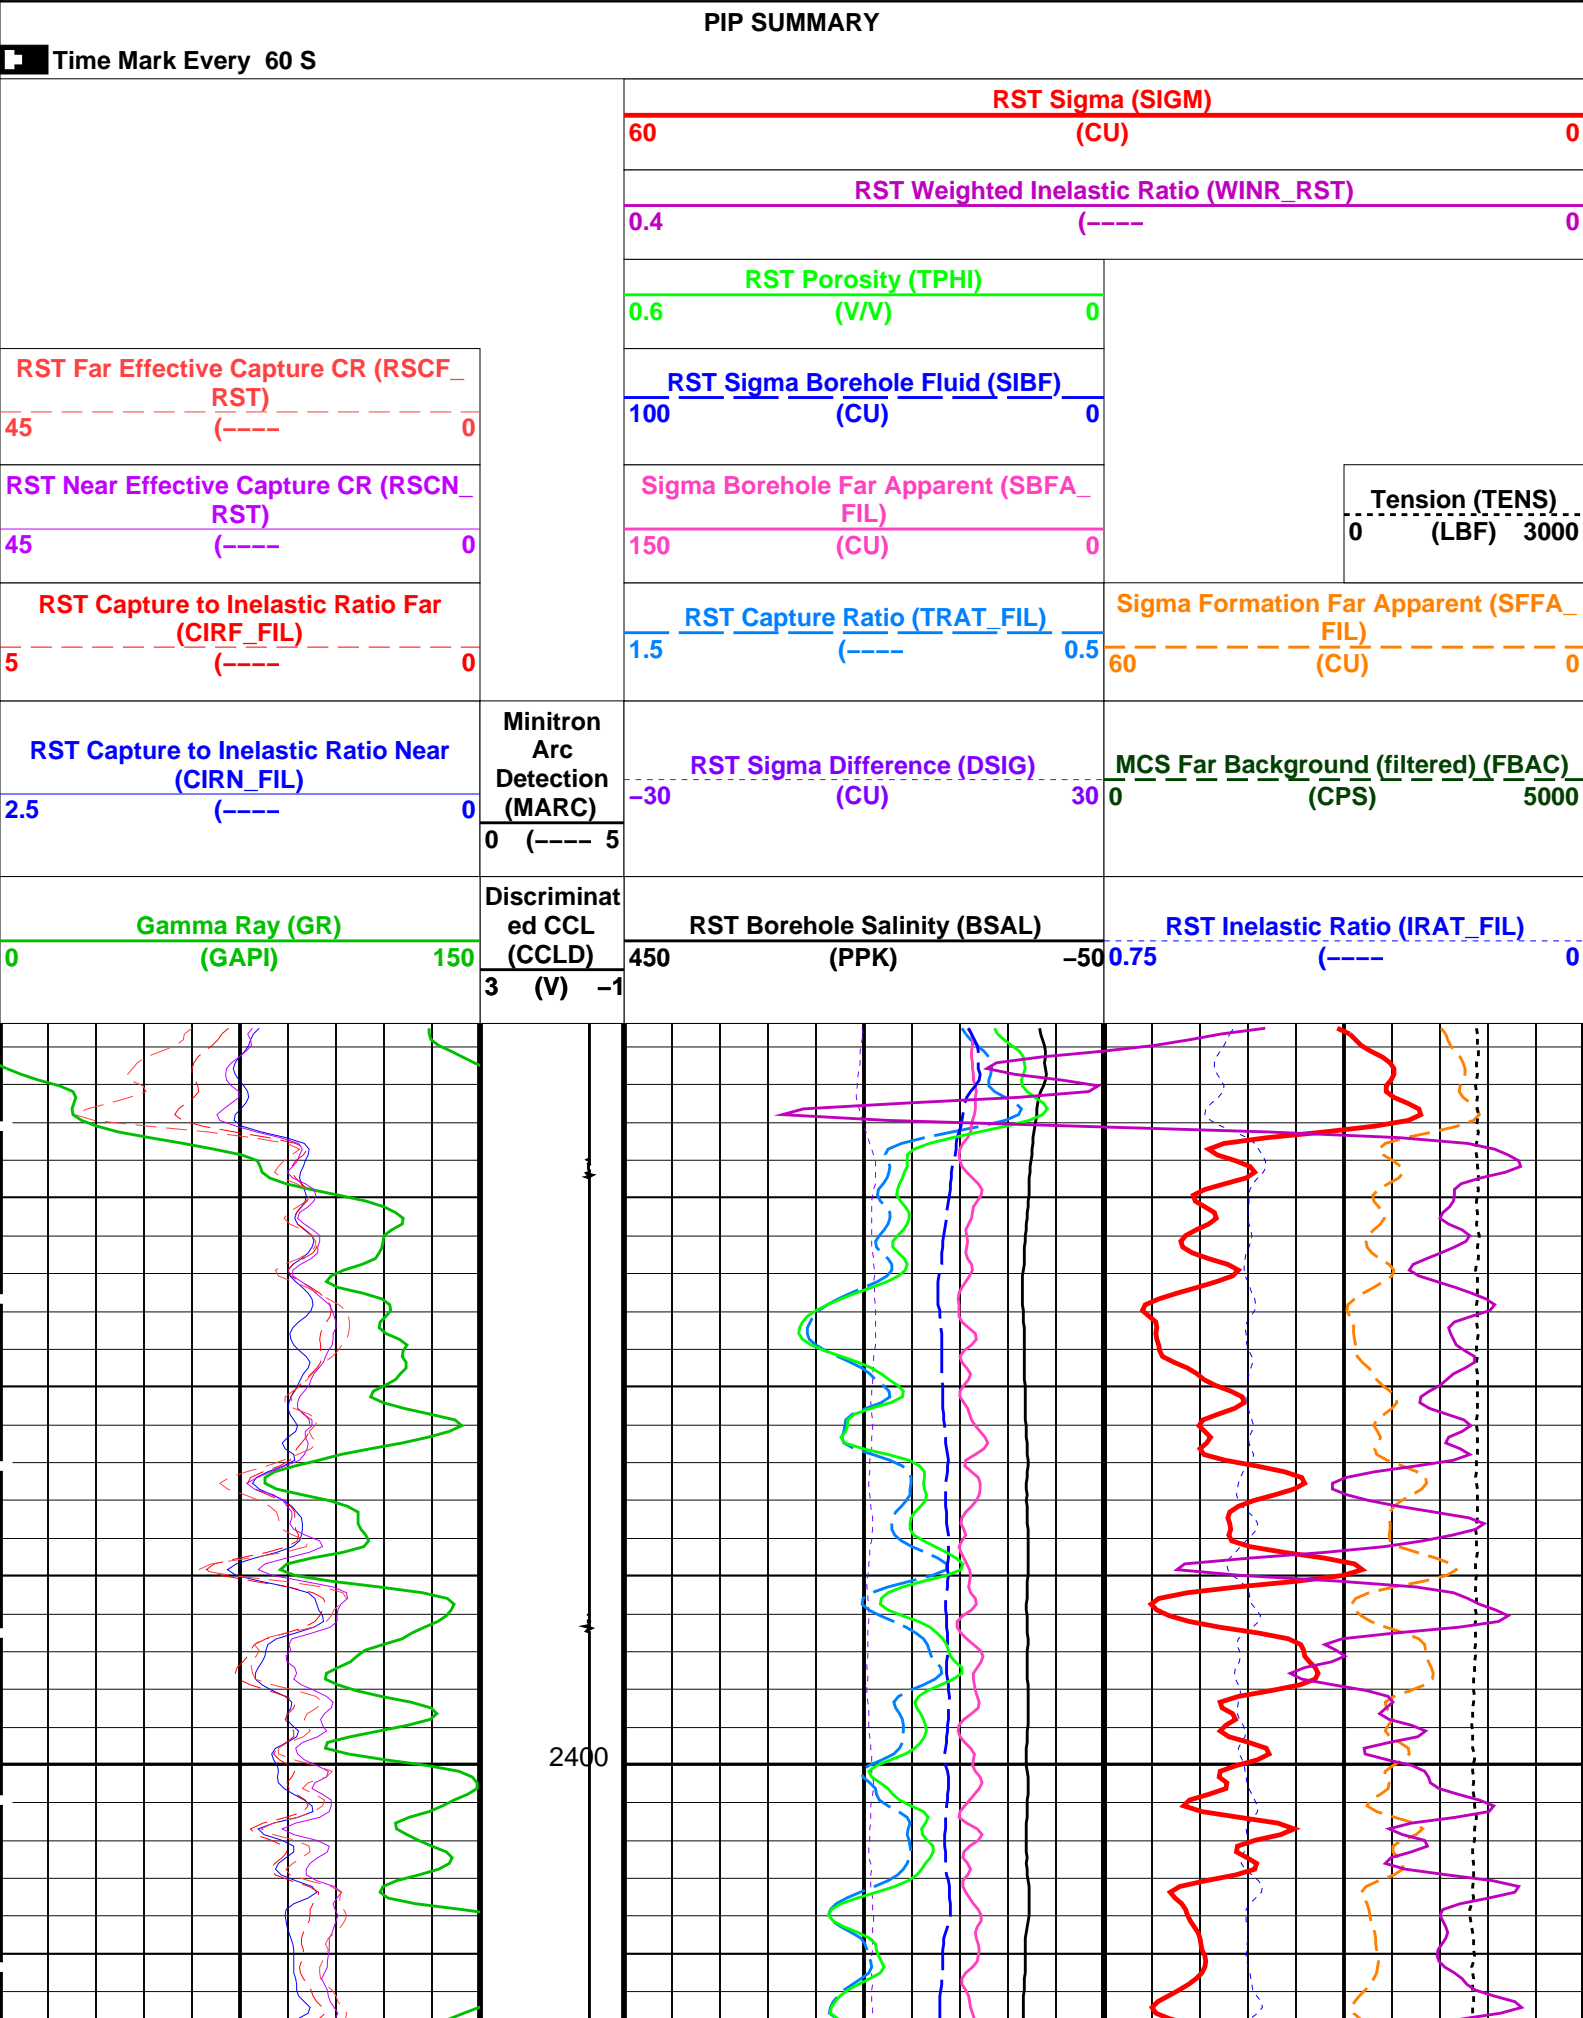 PIP SUMMARY
Time Mark Every 60 S
RST Sigma (SIGM)
60 (CU) 0
RST Weighted Inelastic Ratio (WINR_RST)
0.4 (---- 0
RST Porosity (TPHI)
0.6 (V/V) 0
RST Far Effective Capture CR (RSCF_
RST)
45 (---- 0
RST Sigma Borehole Fluid (SIBF)
100 (CU) 0
RST Near Effective Capture CR (RSCN_
RST)
45 (---- 0
Sigma Borehole Far Apparent (SBFA_
FIL)
150 (CU) 0
Tension (TENS)
0 (LBF) 3000
RST Capture to Inelastic Ratio Far
(CIRF_FIL)
5 (---- 0
RST Capture Ratio (TRAT_FIL)
1.5 (---- 0.5
Sigma Formation Far Apparent (SFFA_
FIL)
60 (CU) 0
RST Capture to Inelastic Ratio Near
(CIRN_FIL)
2.5 (---- 0
Minitron
Arc
Detection
(MARC)
0 (---- 5
RST Sigma Difference (DSIG)
−30 (CU) 30
MCS Far Background (filtered) (FBAC)
0 (CPS) 5000
Gamma Ray (GR)
0 (GAPI) 150
Discriminat
ed CCL
(CCLD)
3 (V) −1
RST Borehole Salinity (BSAL)
450 (PPK) −50
RST Inelastic Ratio (IRAT_FIL)
0.75 (---- 0
2400